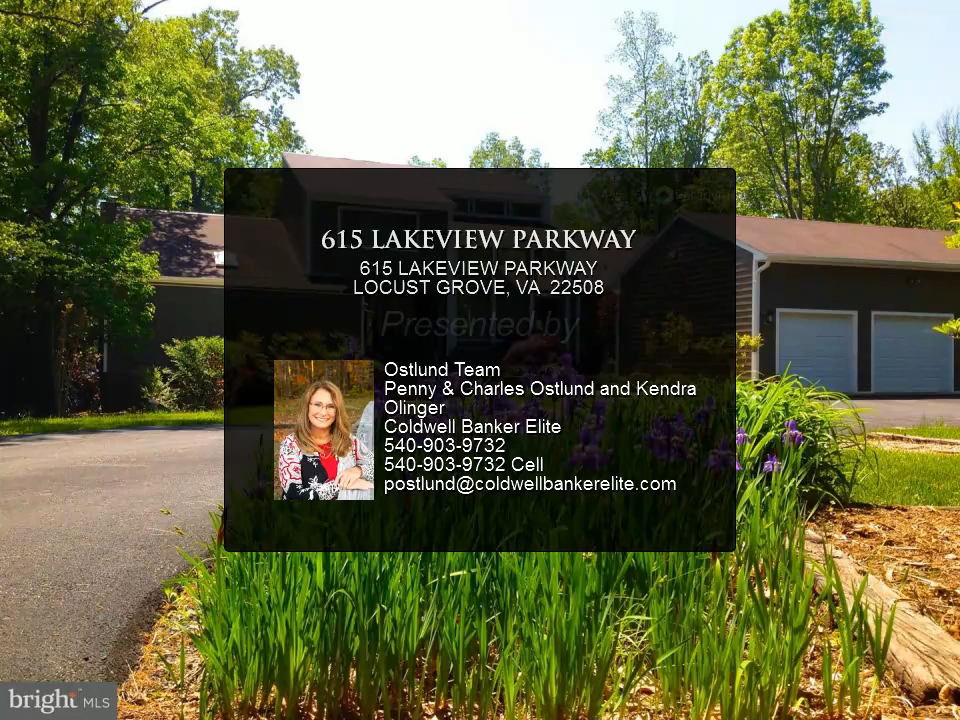 615 LAKEVIEW PARKWAY
615 LAKEVIEW PARKWAY
LOCUST GROVE, VA 22508
Presented by
Ostlund Team
Penny & Charles Ostlund and Kendra
Olinger
Coldwell Banker Elite
540-903-9732
540-903-9732 Cell
postlund@coldwellbankerelite.com
bright MLS